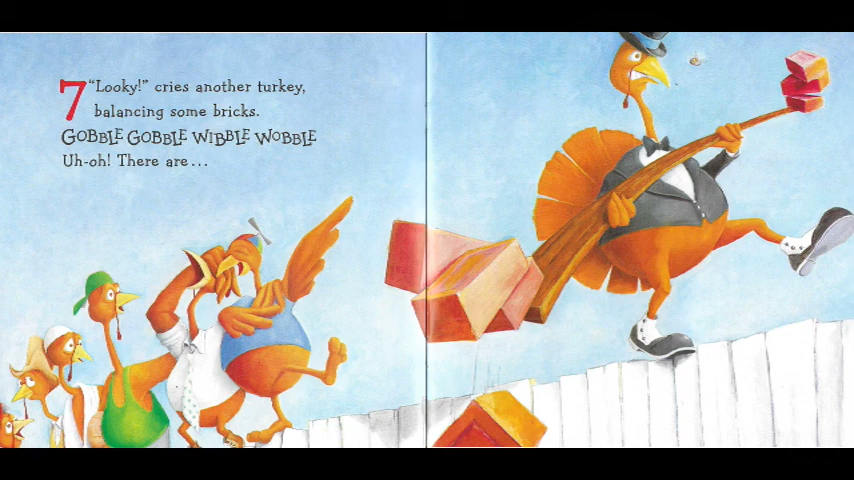 7 "Looky!" cries another turkey,
balancing some bricks.
GOBBLE GOBBLE WIBBLE WOBBLE
Uh-oh! There are...